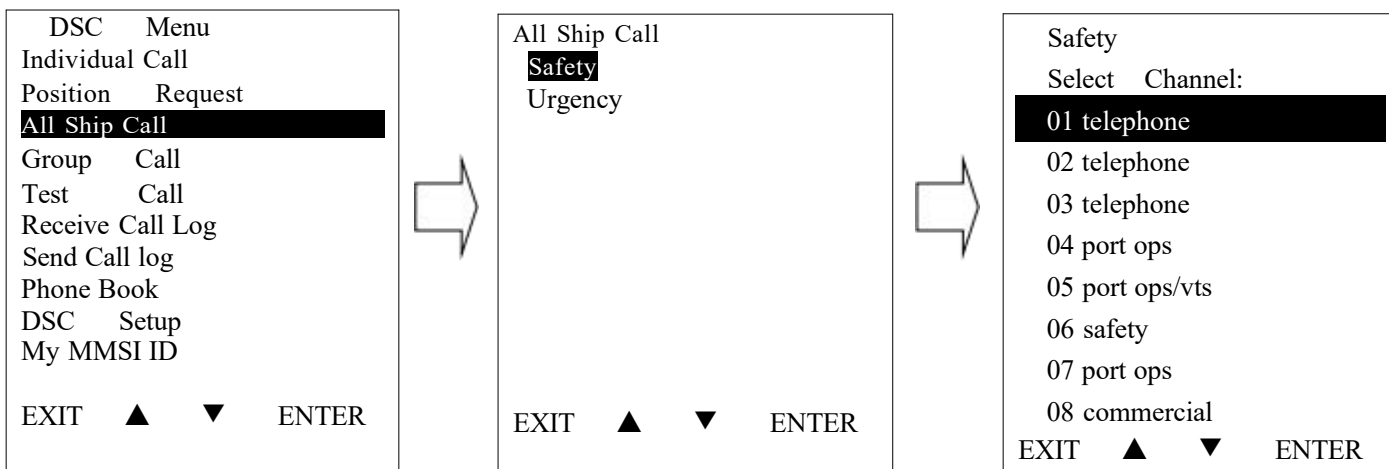 DSC Menu
Individual Call
Position Request
All Ship Call
Group Call
Test Call
Receive Call Log
Send Call log
Phone Book
DSC Setup
My MMSI ID
EXIT ▲ ▼ ENTER
All Ship Call
Safety
Urgency
EXIT ▲ ▼ ENTER
Safety
Select Channel:
01 telephone
02 telephone
03 telephone
04 port ops
05 port ops/vts
06 safety
07 port ops
08 commercial
EXIT ▲ ▼ ENTER